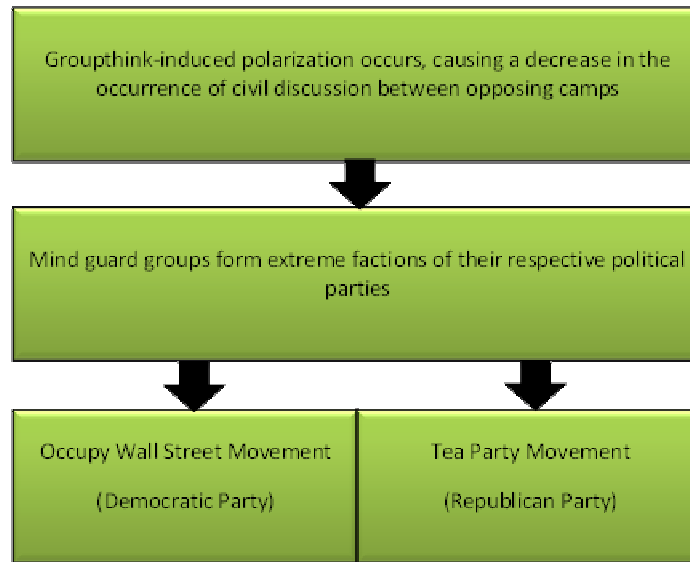 Groupthink-induced polarization occurs, causing a decrease in the
occurrence of civil discussion between opposing camps
Mind guard groups form extreme factions of their respective political
parties
Occupy Wall Street Movement
(Democratic Party)
Tea Party Movement
(Republican Party)